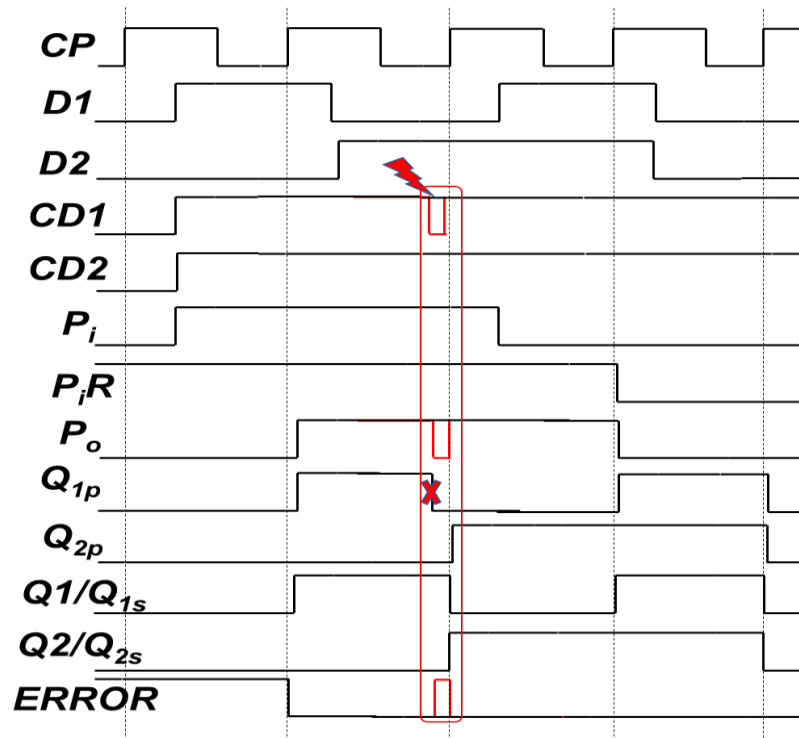 CP
D1
D2
CD1
CD2
Pᵢ
PᵢR
Pₒ
Q₁ₚ
Q₂ₚ
Q1/Q₁ₛ
Q2/Q₂ₛ
ERROR